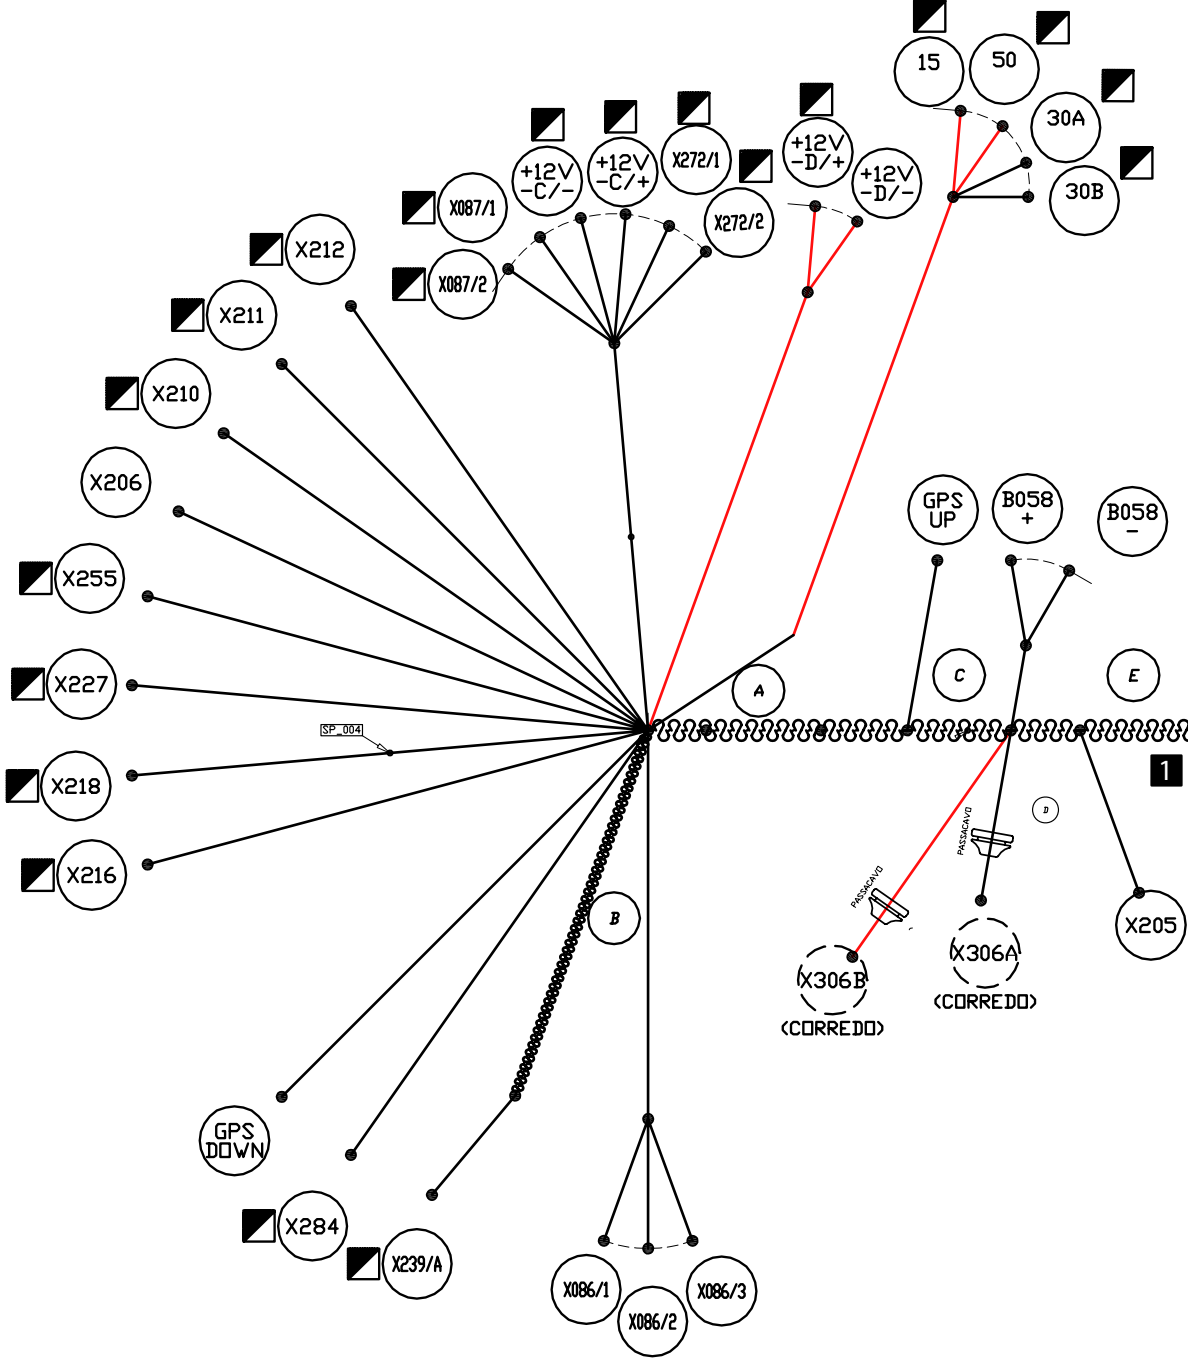 15
50
30A
30B
X272/1
+12V
-C/+
+12V
-C/-
+12V
-D/+
+12V
-D/-
X087/1
X272/2
X087/2
X212
X211
X210
X206
GPS
UP
B058
+
B058
-
X255
X227
A
C
E
SP_004
1
X218
D
PASSACAVO
X216
PASSACAVO
B
X205
X306A
(CORREDO)
X306B
(CORREDO)
GPS
DOWN
X284
X239/A
X086/1
X086/2
X086/3